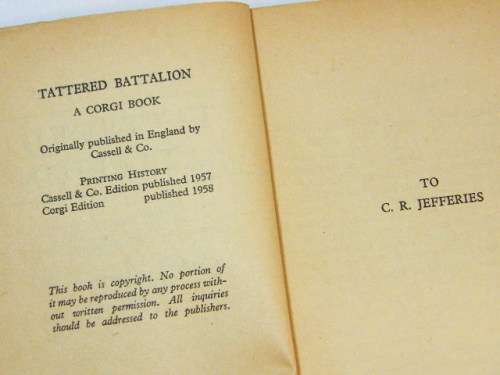 TATTERED BATTALION
A CORGI BOOK
Originally published in England by
Cassell & Co.
PRINTING HISTORY
Cassell & Co. Edition published 1957
Corgi Edition published 1958
This book is copyright. No portion of
it may be reproduced by any process with-
out written permission. All inquiries
should be addressed to the publishers.
TO
C. R. JEFFERIES